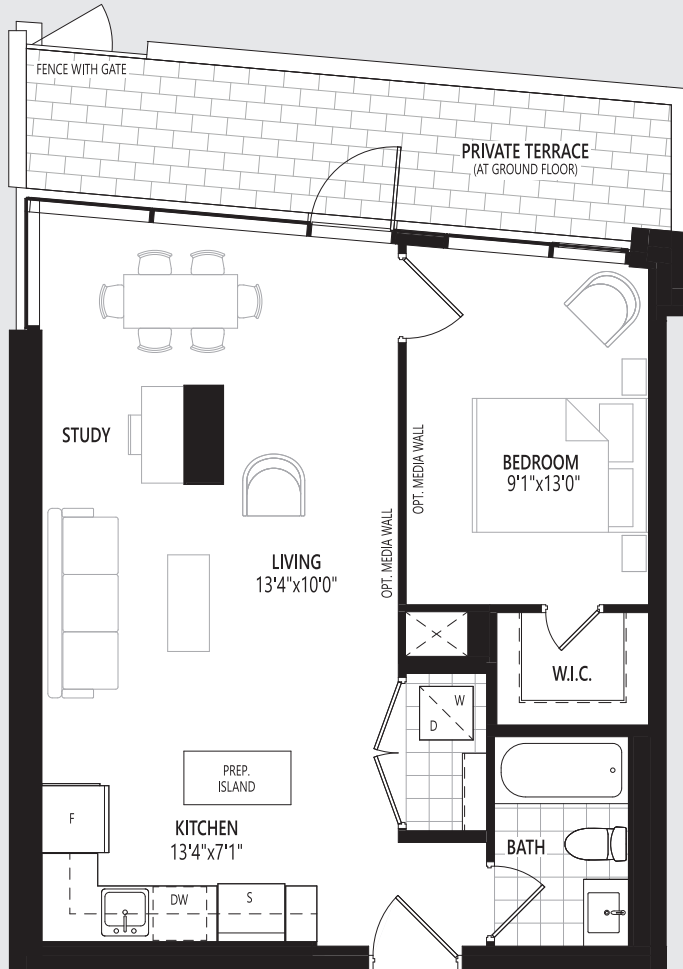 FENCE WITH GATE
PRIVATE TERRACE
(AT GROUND FLOOR)
STUDY
OPT. MEDIA WALL
BEDROOM
9'1"x13'0"
OPT. MEDIA WALL
LIVING
13'4"x10'0"
W.I.C.
W
D
PREP.
ISLAND
F
KITCHEN
13'4"x7'1"
BATH
DW
S